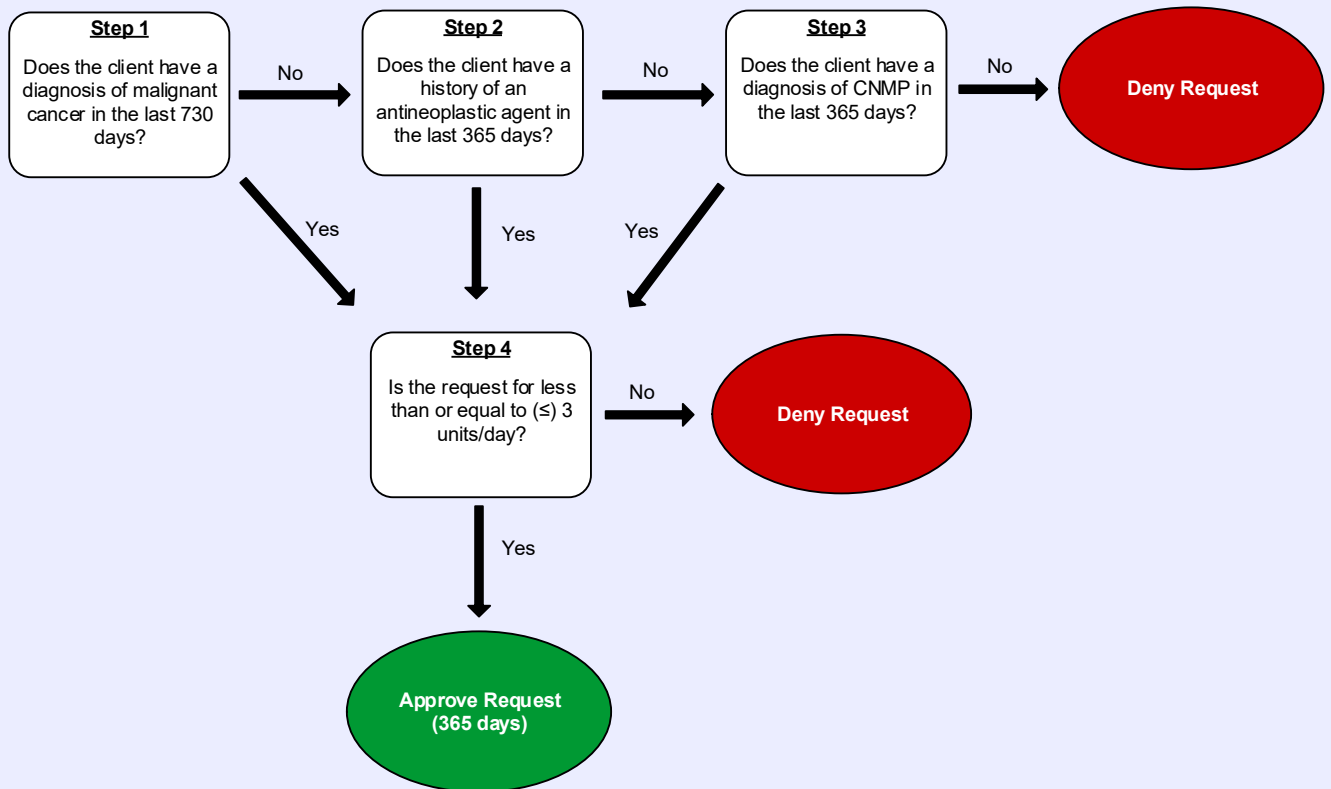 Step 1
Does the client have a
diagnosis of malignant
cancer in the last 730
days?
No
Step 2
Does the client have a
history of an
antineoplastic agent in
the last 365 days?
No
Step 3
Does the client have a
diagnosis of CNMP in
the last 365 days?
No
Deny Request
Yes
Yes
Yes
Step 4
Is the request for less
than or equal to (≤) 3
units/day?
No
Deny Request
Yes
Approve Request
(365 days)